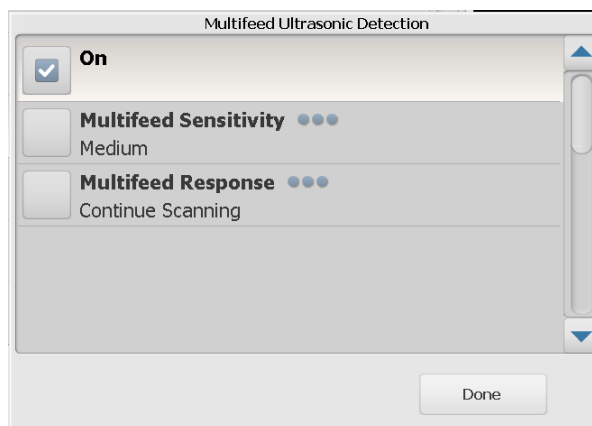 Multifeed Ultrasonic Detection
On
Multifeed Sensitivity
Medium
Multifeed Response
Continue Scanning
Done